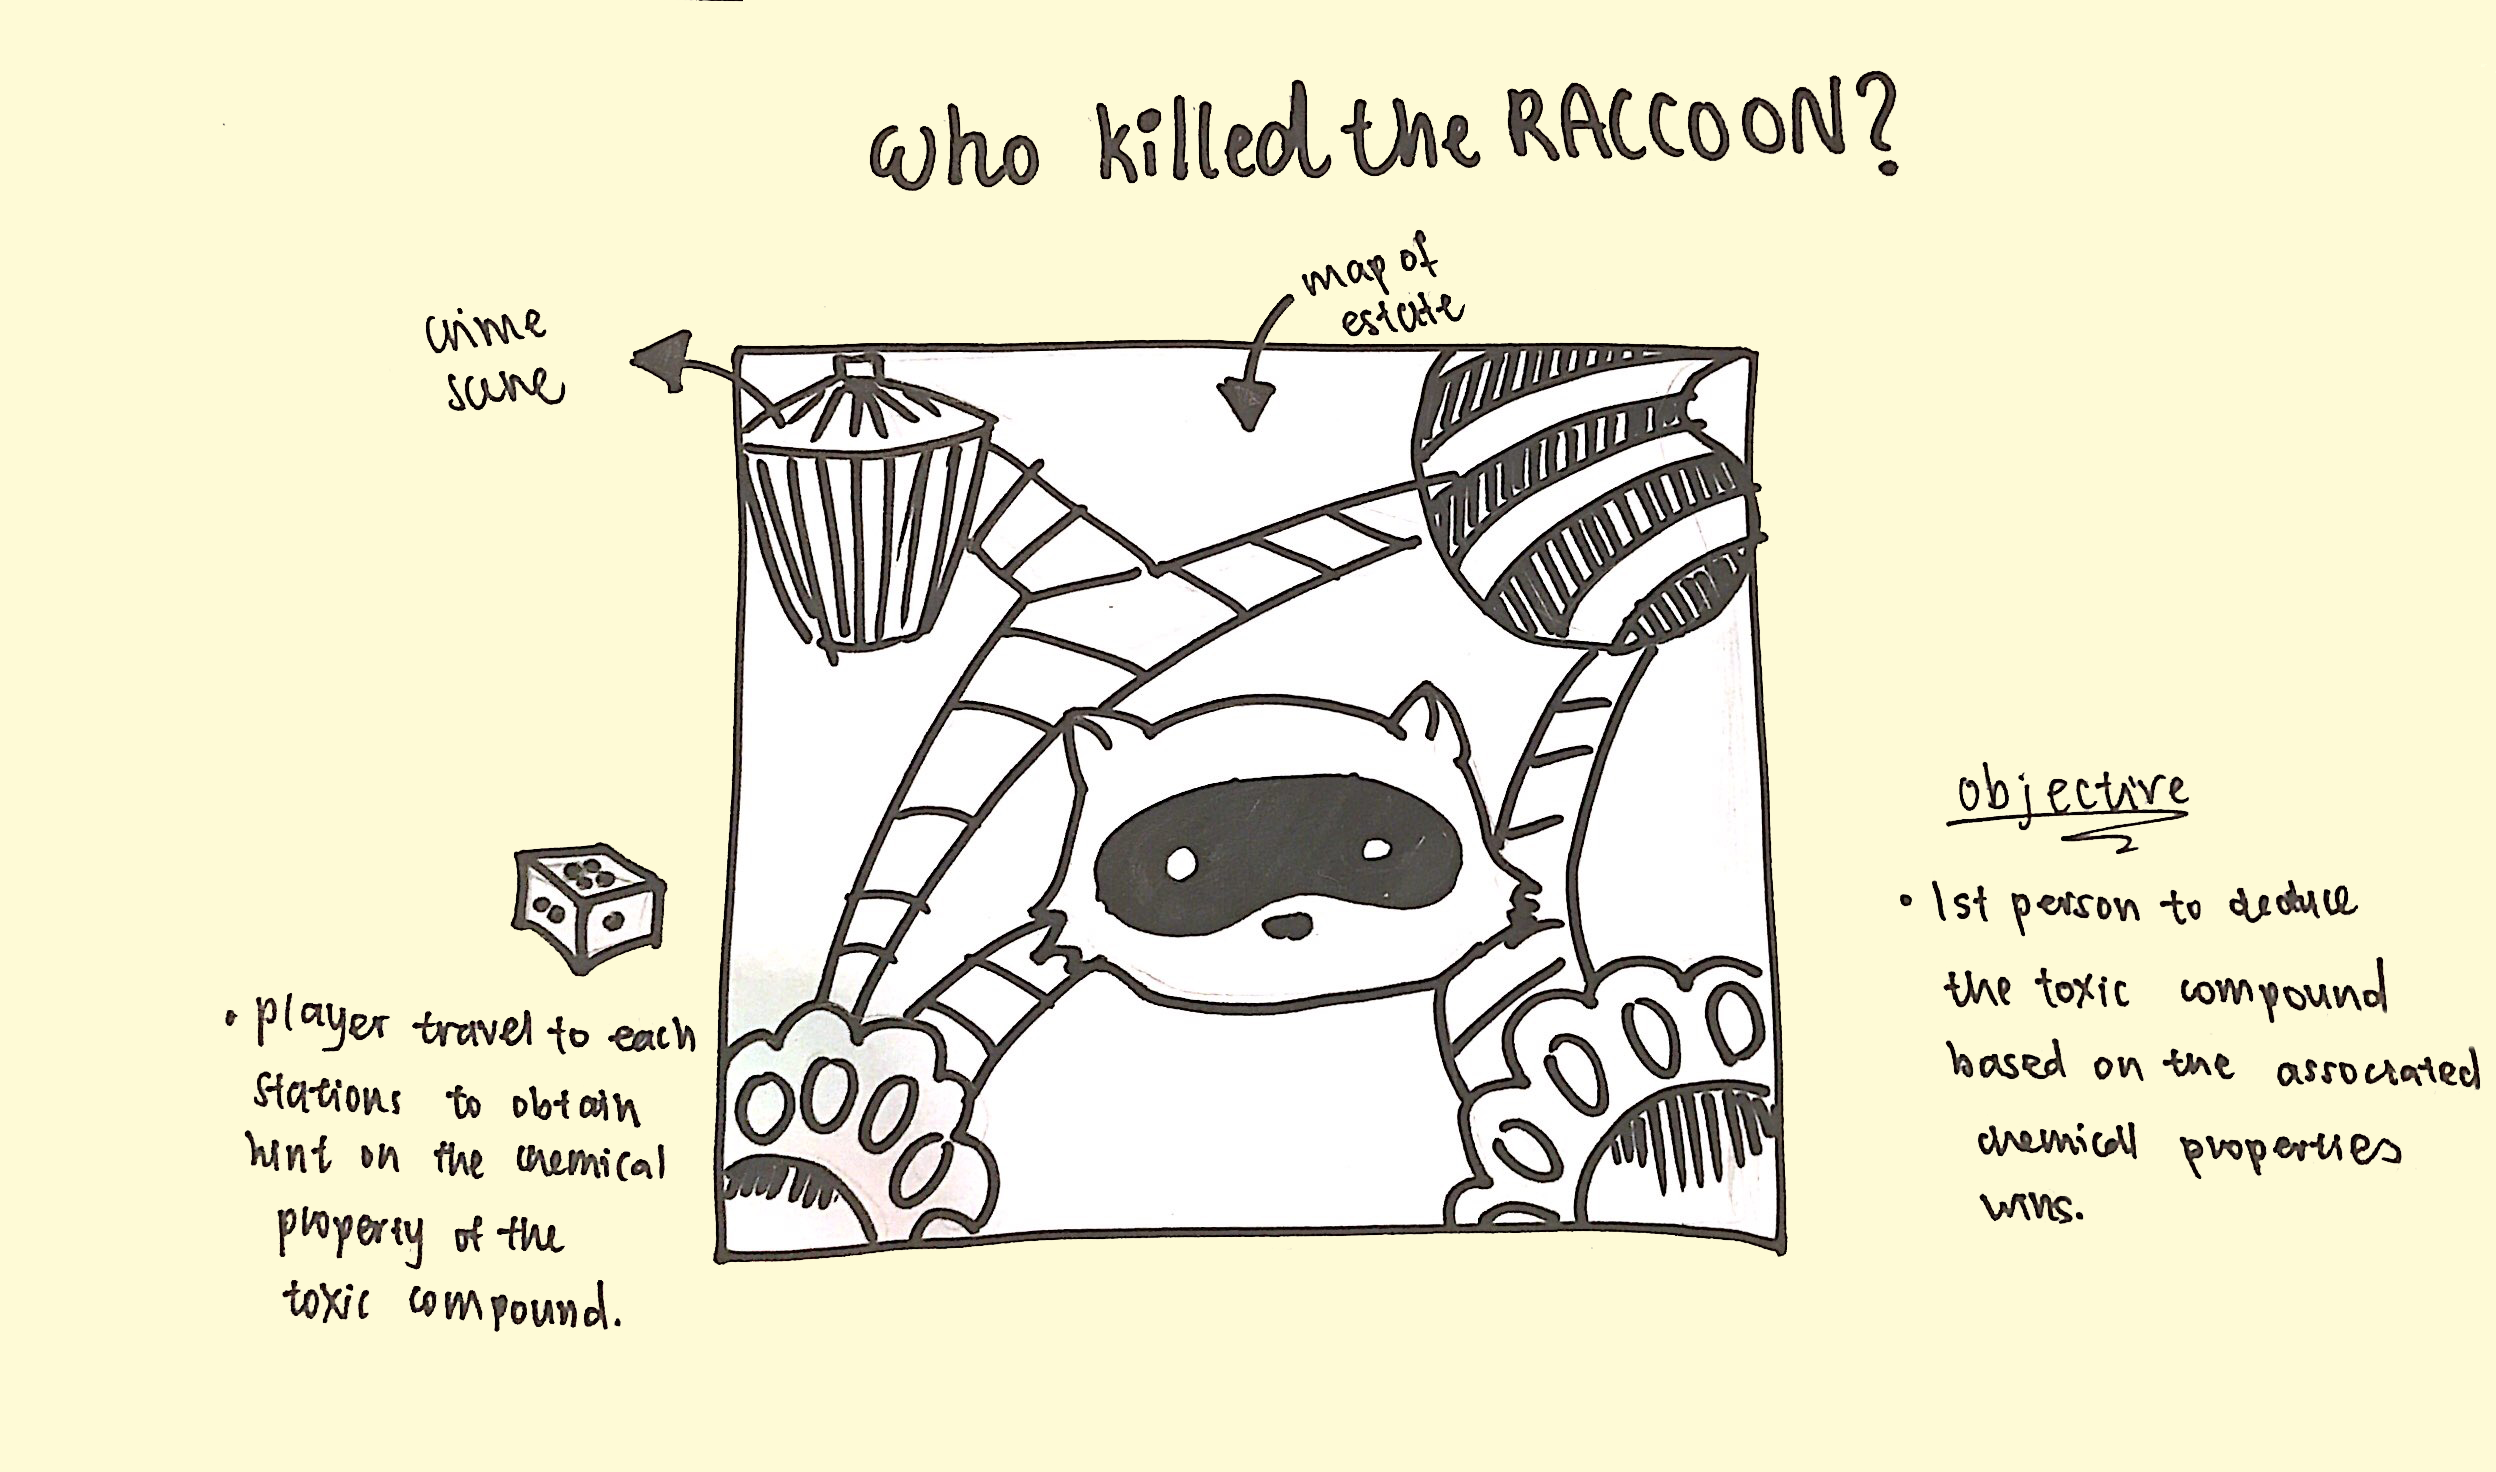 who killed the RACCOON?
map of
estate
crime
scene
objective
• 1st person to deduce
the toxic compound
based on the associated
chemical properties
wins.
• player travel to each
stations to obtain
hint on the chemical
property of the
toxic compound.